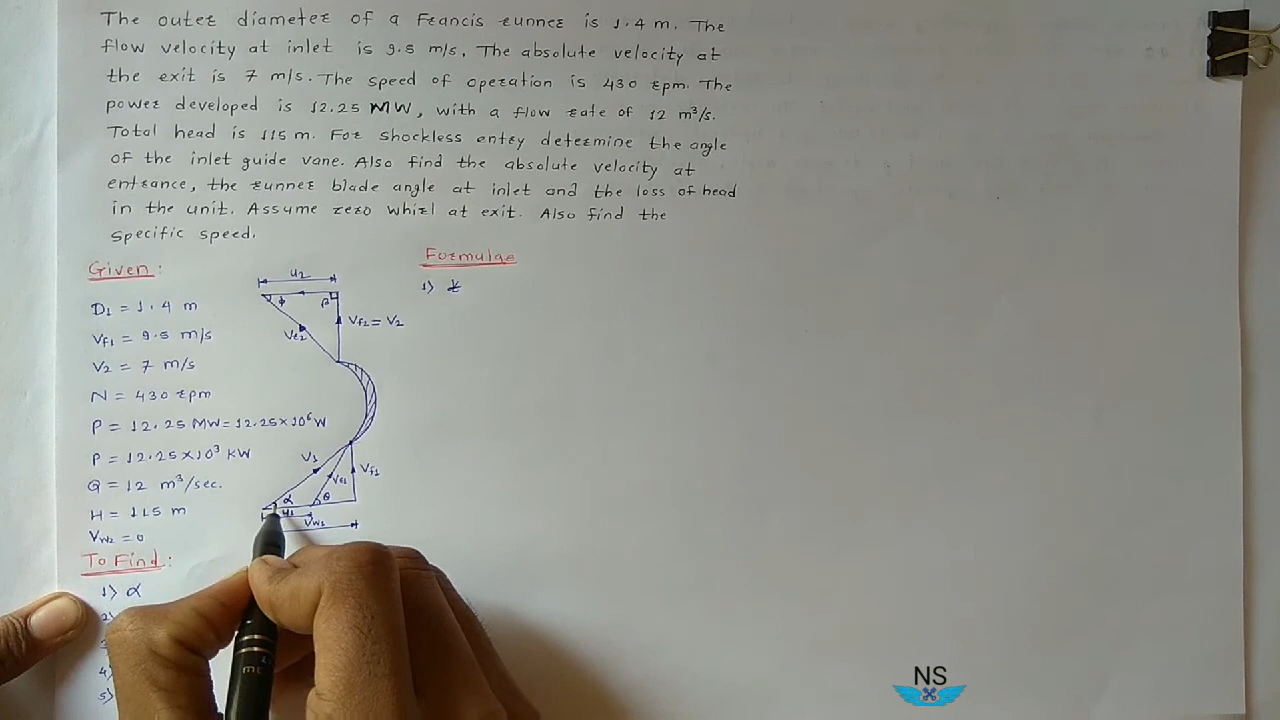 The outer diameter of a Francis runner is 1.4 m. The
flow velocity at inlet is 9.5 m/s. The absolute velocity at
the exit is 7 m/s. The speed of operation is 430 rpm. The
power developed is 12.25 MW, with a flow rate of 12 m³/s.
Total head is 115 m. For shockless entry determine the angle
of the inlet guide vane. Also find the absolute velocity at
entrance, the runner blade angle at inlet and the loss of head
in the unit. Assume zero whirl at exit. Also find the
specific speed.
Given:
D₁ = 1.4 m
Vf₁ = 9.5 m/s
V₂ = 7 m/s
N = 430 rpm
P = 12.25 MW = 12.25×10⁶ W
P = 12.25×10³ KW
Q = 12 m³/sec.
H = 115 m
Vw₂ = 0
To Find:
1) α
2)
3
4)
5)
u₂
ϕ
β
Vr₂
Vf₂ = V₂
V₁
Vr₁
Vf₁
α
θ
u₁
Vw₁
Formulae
1) t
NS